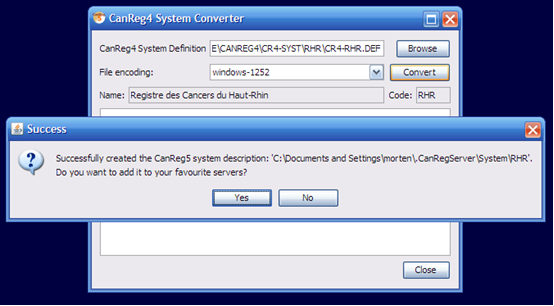 CanReg4 System Converter
CanReg4 System Definition E\CANREG4\CR4-SYST\RHR\CR4-RHR.DEF Browse
File encoding: windows-1252 Convert
Name: Registre des Cancers du Haut-Rhin Code: RHR
Success
Successfully created the CanReg5 system description: 'C:\Documents and Settings\morten\.CanRegServer\System\RHR'.
Do you want to add it to your favourite servers?
Yes No
Close